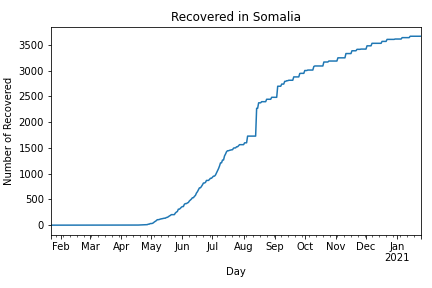 Recovered in Somalia
Number of Recovered
3500
3000
2500
2000
1500
1000
500
0
Feb Mar Apr May Jun Jul Aug Sep Oct Nov Dec Jan
2021
Day